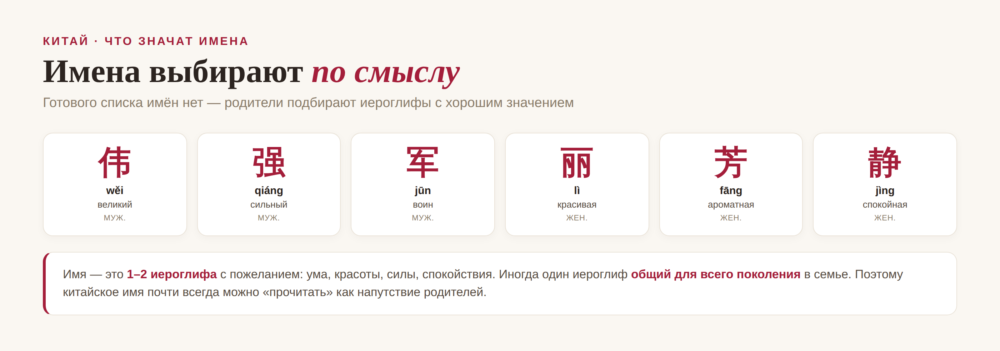 КИТАЙ · ЧТО ЗНАЧАТ ИМЕНА
Имена выбирают по смыслу
Готового списка имён нет — родители подбирают иероглифы с хорошим значением
伟
wěi
великий
МУЖ.
强
qiáng
сильный
МУЖ.
军
jūn
воин
МУЖ.
丽
lì
красивая
ЖЕН.
芳
fāng
ароматная
ЖЕН.
静
jìng
спокойная
ЖЕН.
Имя — это 1–2 иероглифа с пожеланием: ума, красоты, силы, спокойствия. Иногда один иероглиф общий для всего поколения в семье. Поэтому
китайское имя почти всегда можно «прочитать» как напутствие родителей.